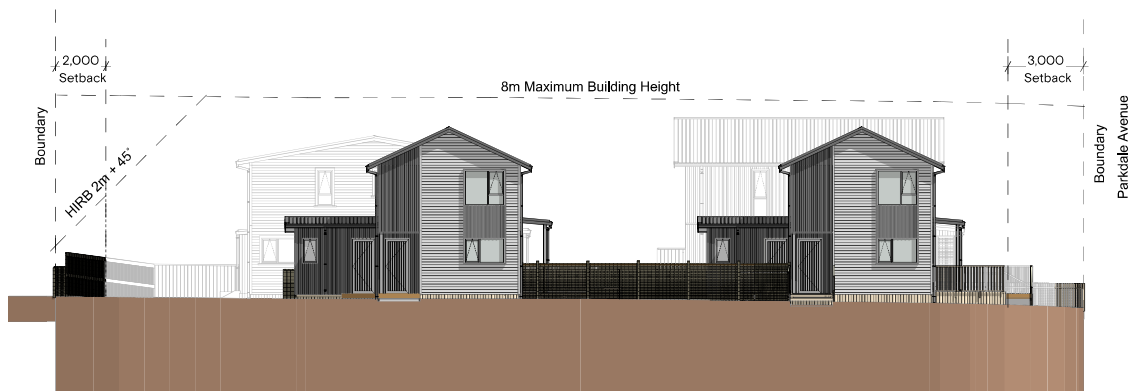 2,000
Setback
3,000
Setback
8m Maximum Building Height
Boundary
HIRB 2m + 45°
Boundary
Parkdale Avenue